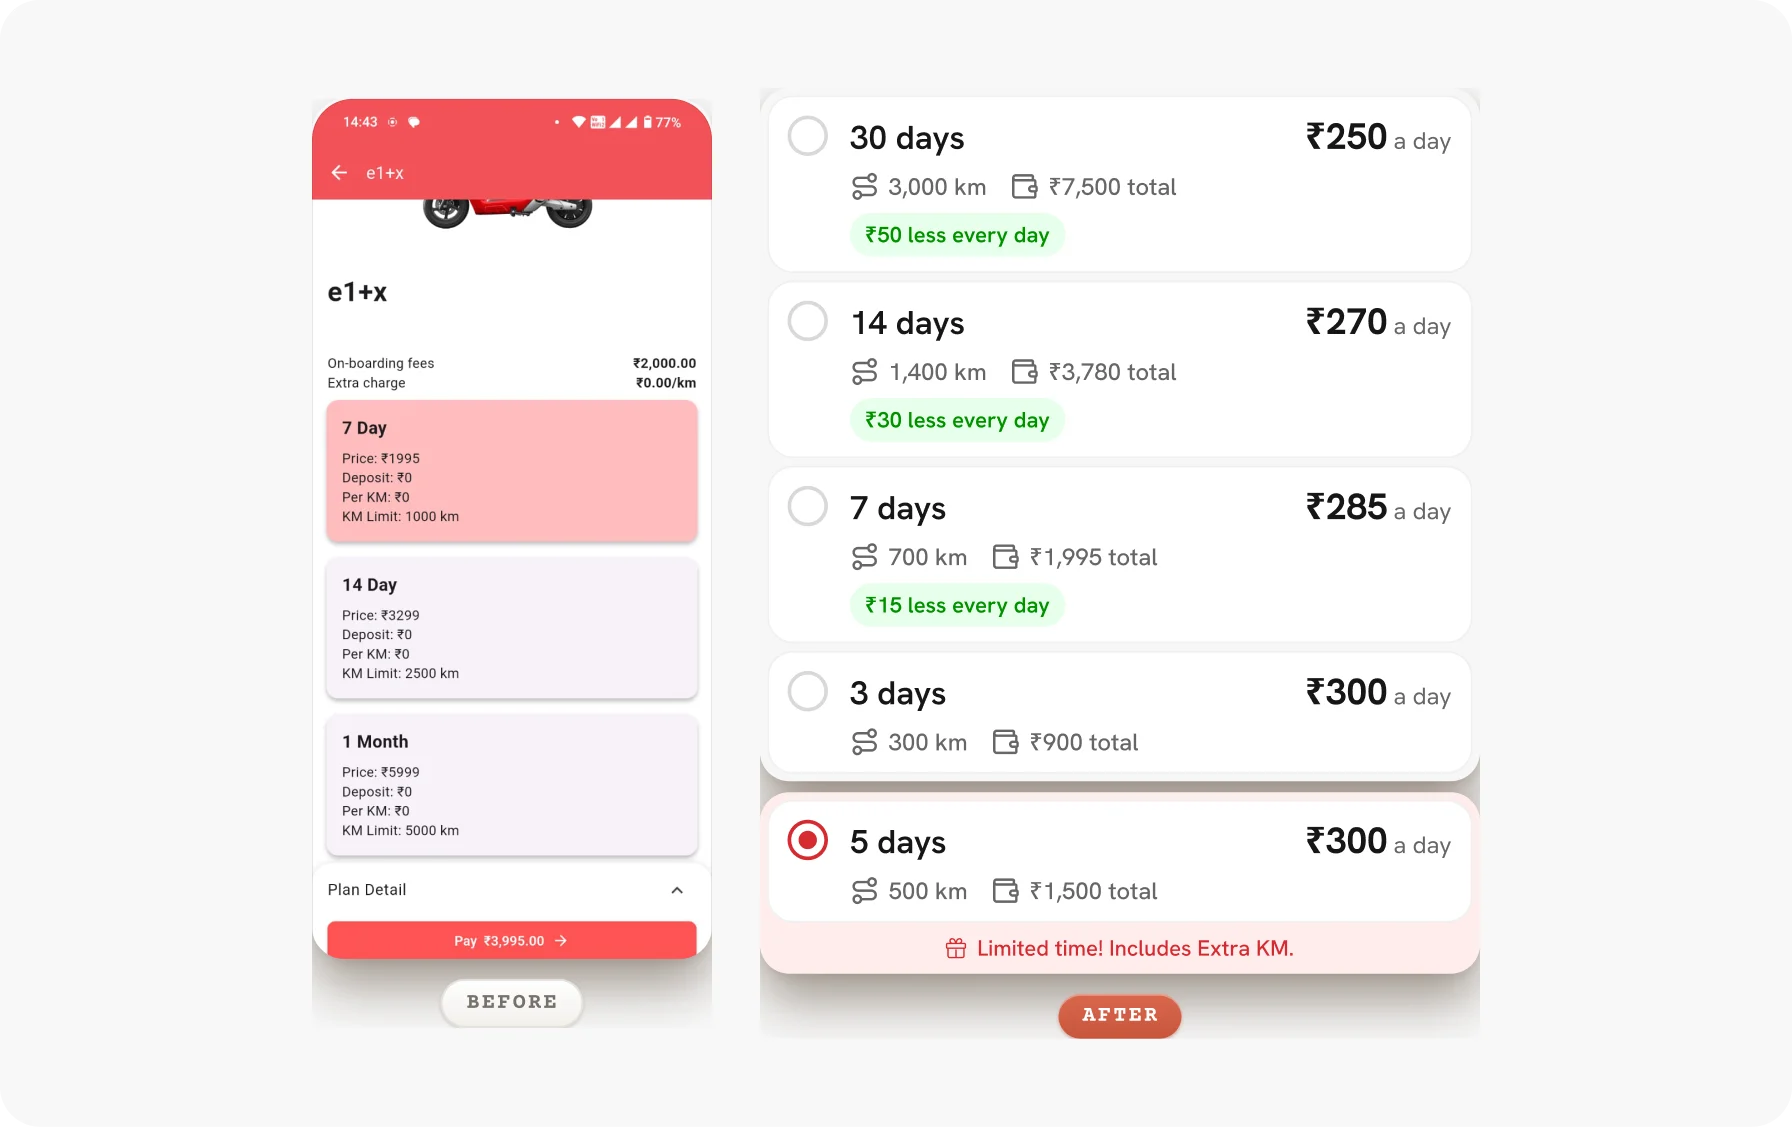 14:43
77%
e1+x
e1+x
On-boarding fees ₹2,000.00
Extra charge ₹0.00/km
7 Day
Price: ₹1995
Deposit: ₹0
Per KM: ₹0
KM Limit: 1000 km
14 Day
Price: ₹3299
Deposit: ₹0
Per KM: ₹0
KM Limit: 2500 km
1 Month
Price: ₹5999
Deposit: ₹0
Per KM: ₹0
KM Limit: 5000 km
Plan Detail
Pay ₹3,995.00
BEFORE
30 days ₹250 a day
3,000 km ₹7,500 total
₹50 less every day
14 days ₹270 a day
1,400 km ₹3,780 total
₹30 less every day
7 days ₹285 a day
700 km ₹1,995 total
₹15 less every day
3 days ₹300 a day
300 km ₹900 total
5 days ₹300 a day
500 km ₹1,500 total
Limited time! Includes Extra KM.
AFTER